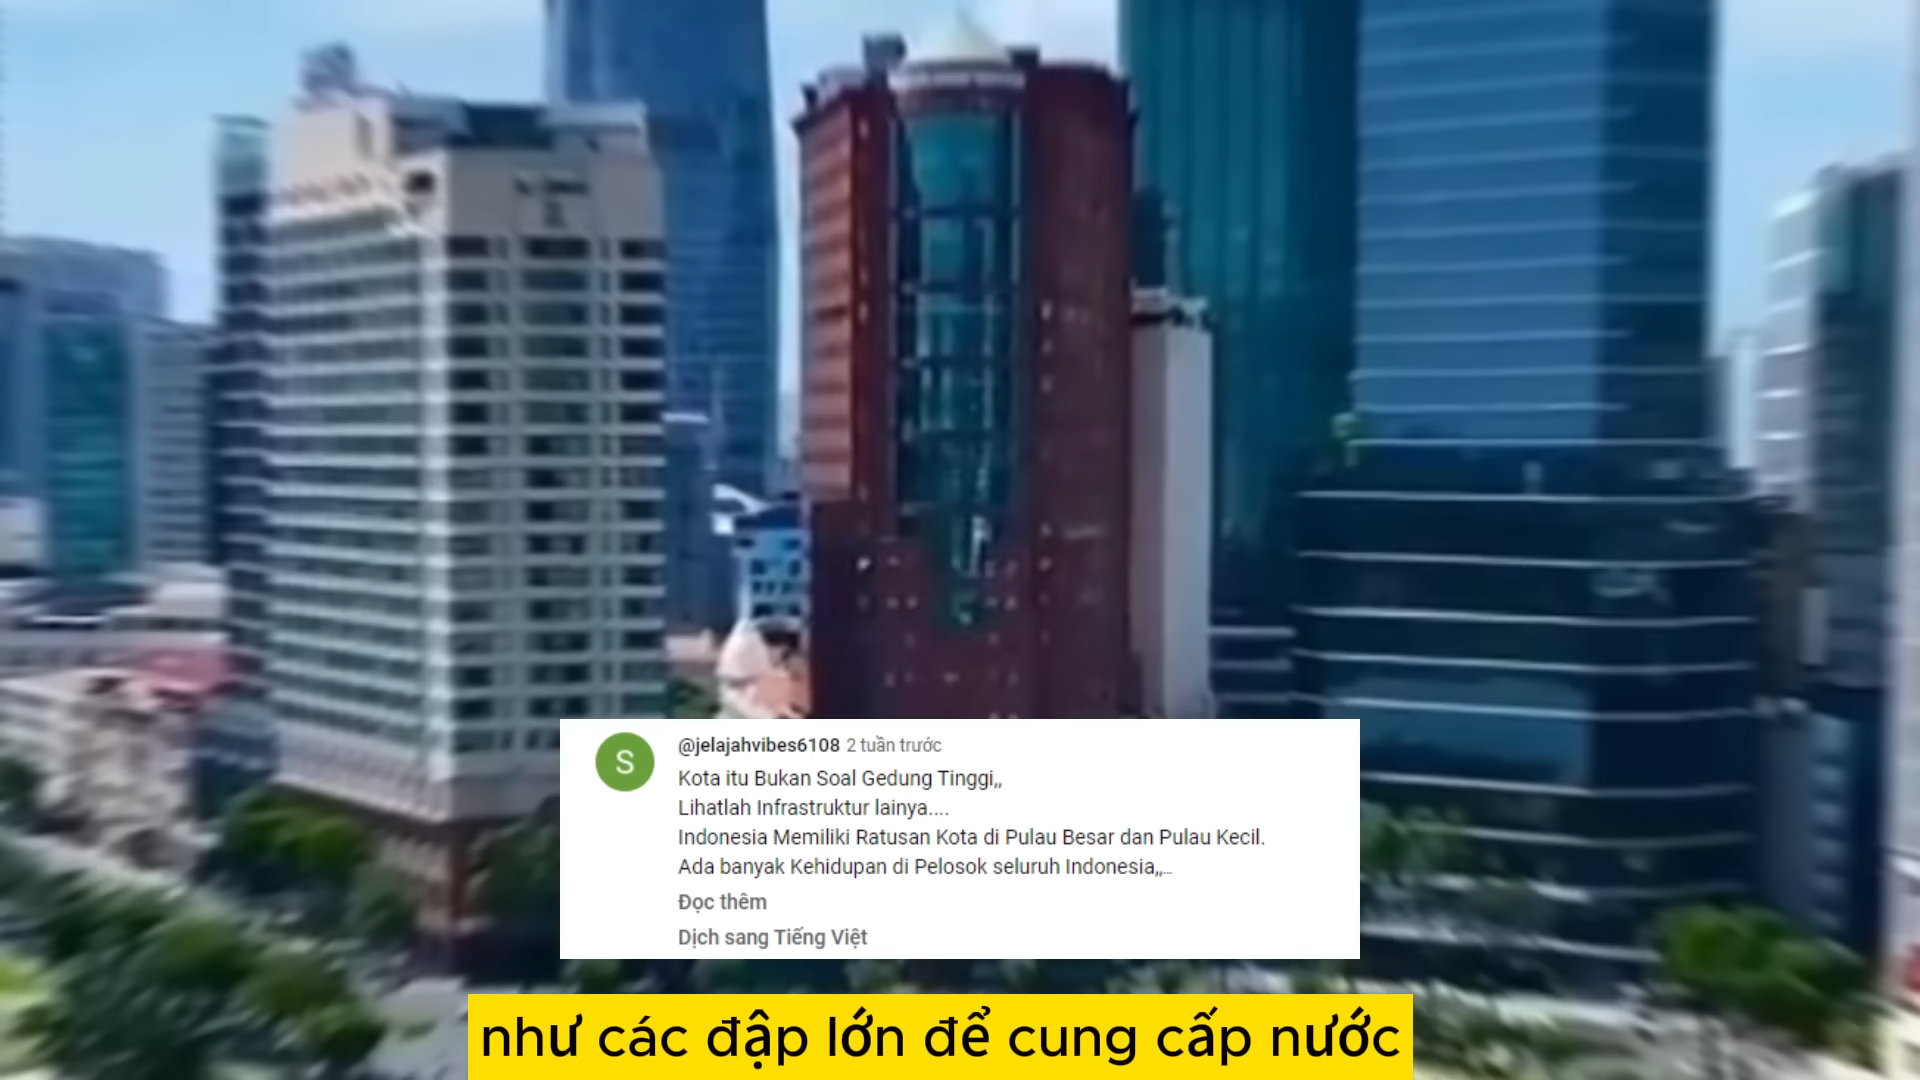 S
@jelajahvibes6108 2 tuần trước
Kota itu Bukan Soal Gedung Tinggi,,
Lihatlah Infrastruktur lainya....
Indonesia Memiliki Ratusan Kota di Pulau Besar dan Pulau Kecil.
Ada banyak Kehidupan di Pelosok seluruh Indonesia,,...
Đọc thêm
Dịch sang Tiếng Việt
như các đập lớn để cung cấp nước